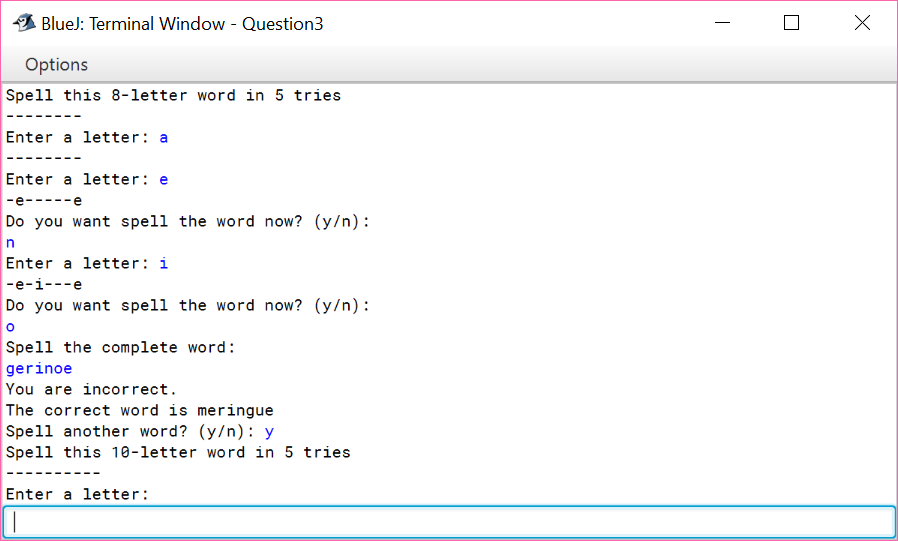 BlueJ: Terminal Window - Question3
Options
Spell this 8-letter word in 5 tries
--------
Enter a letter: a
--------
Enter a letter: e
-e-----e
Do you want spell the word now? (y/n):
n
Enter a letter: i
-e-i---e
Do you want spell the word now? (y/n):
o
Spell the complete word:
gerinoe
You are incorrect.
The correct word is meringue
Spell another word? (y/n): y
Spell this 10-letter word in 5 tries
----------
Enter a letter: